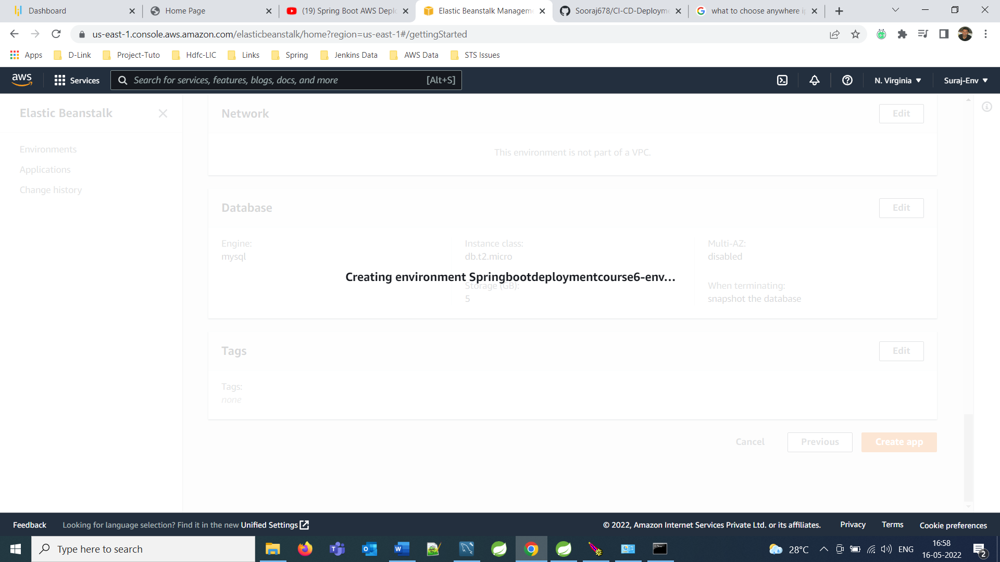 Dashboard
Home Page
(19) Spring Boot AWS Depl
Elastic Beanstalk Managem
Sooraj678/CI-CD-Deploym
what to choose anywhere i
us-east-1.console.aws.amazon.com/elasticbeanstalk/home?region=us-east-1#/gettingStarted
Apps D-Link Project-Tuto Hdfc-LIC Links Spring Jenkins Data AWS Data STS Issues
aws Services Search for services, features, blogs, docs, and more [Alt+S] N. Virginia Suraj-Env
Elastic Beanstalk
Environments
Applications
Change history
Network Edit
This environment is not part of a VPC.
Database Edit
Engine: Instance class: Multi-AZ:
mysql db.t2.micro disabled
Creating environment Springbootdeploymentcourse6-env...
Storage (GB): When terminating:
5 snapshot the database
Tags Edit
Tags:
none
Cancel Previous Create app
Feedback Looking for language selection? Find it in the new Unified Settings © 2022, Amazon Internet Services Private Ltd. or its affiliates. Privacy Terms Cookie preferences
Type here to search 28°C ENG 16:58
16-05-2022 2